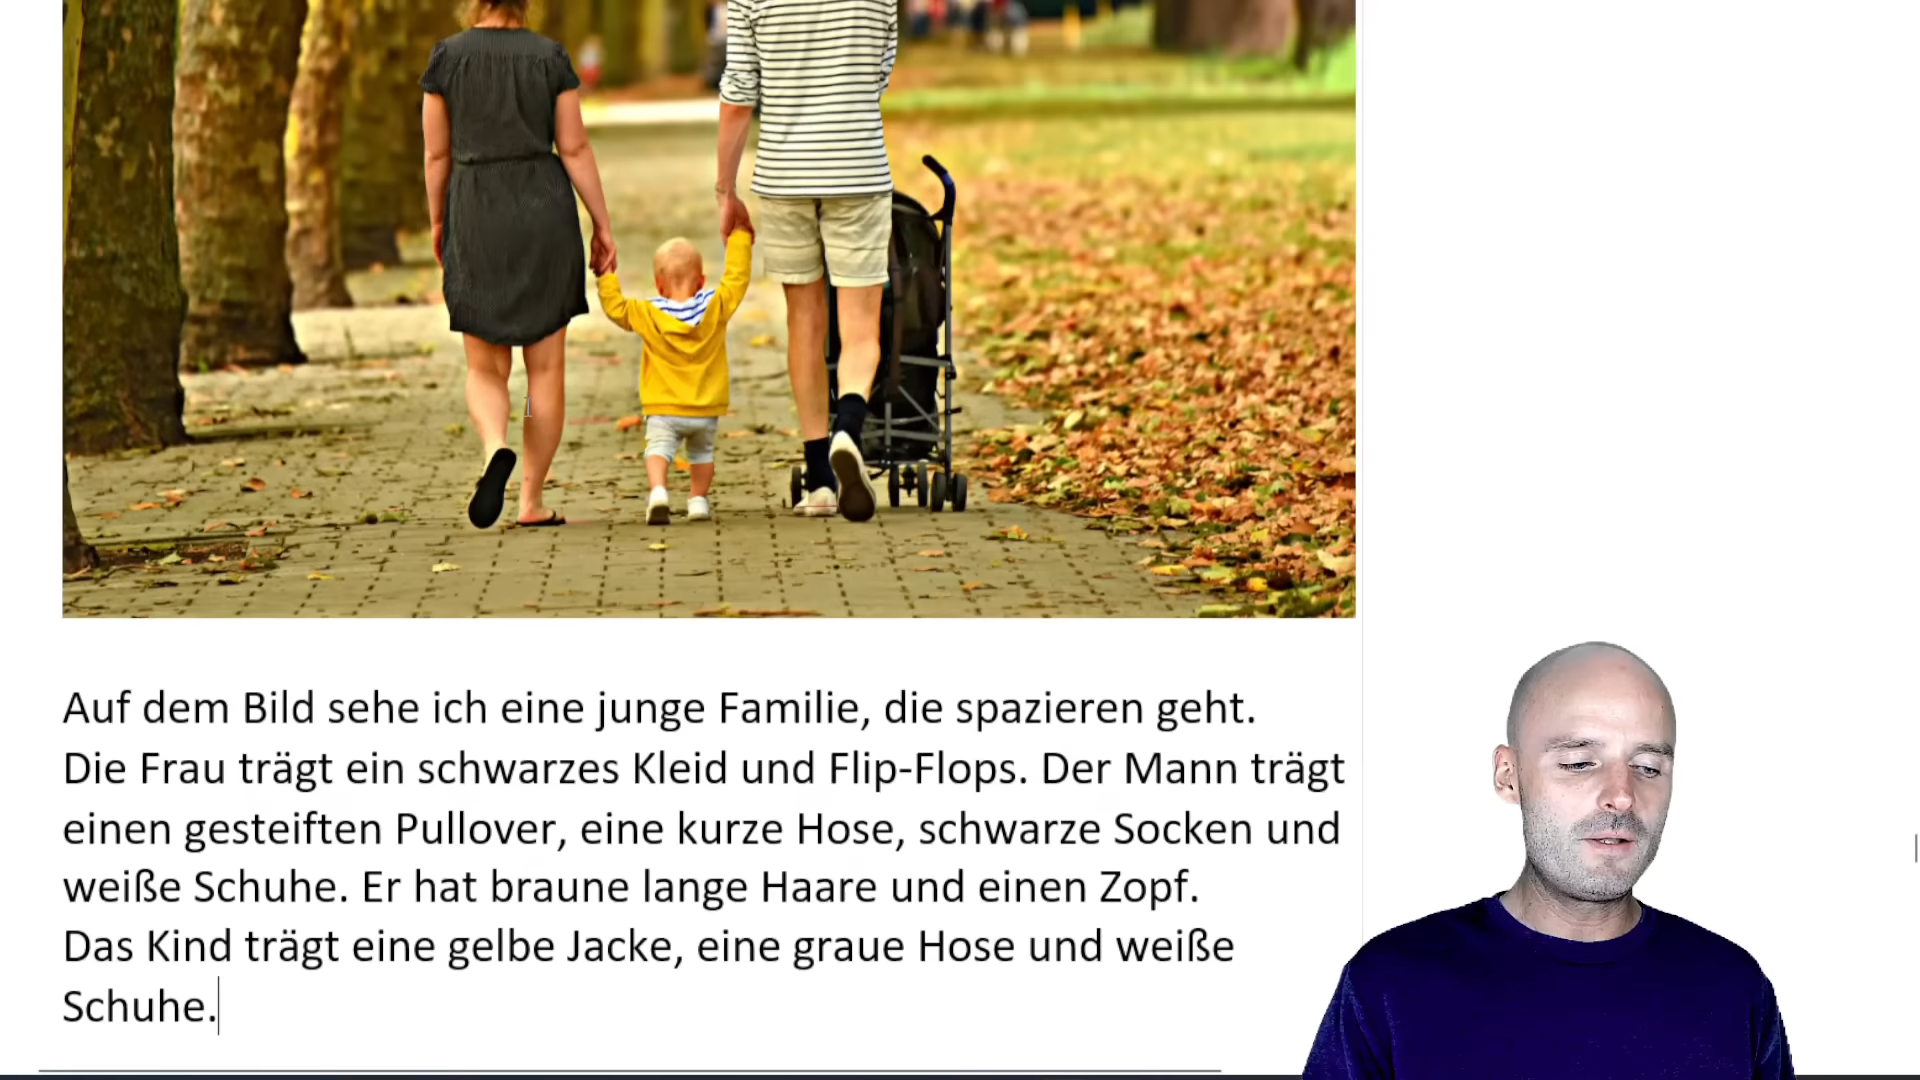 Auf dem Bild sehe ich eine junge Familie, die spazieren geht.
Die Frau trägt ein schwarzes Kleid und Flip-Flops. Der Mann trägt
einen gesteiften Pullover, eine kurze Hose, schwarze Socken und
weiße Schuhe. Er hat braune lange Haare und einen Zopf.
Das Kind trägt eine gelbe Jacke, eine graue Hose und weiße
Schuhe.